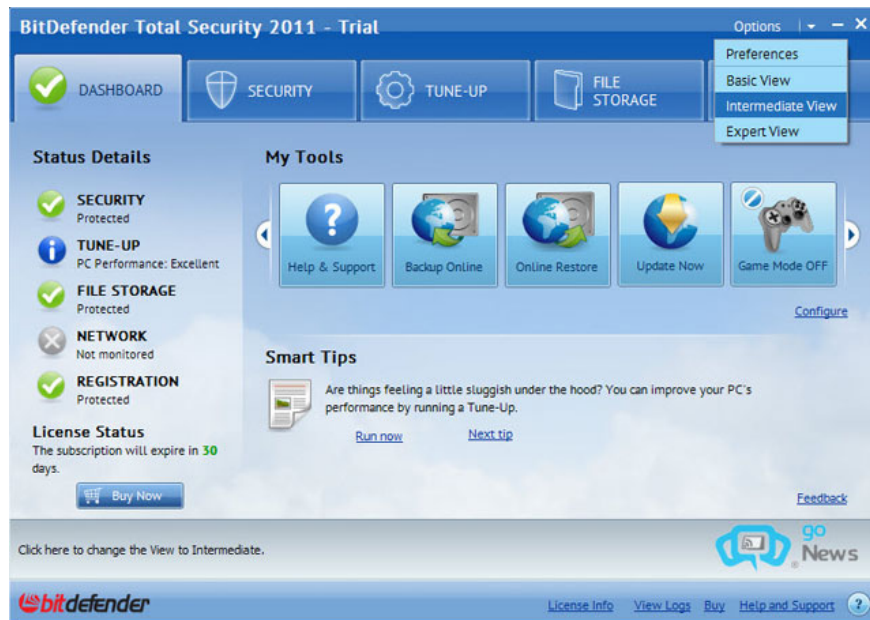 BitDefender Total Security 2011 - Trial
Options
Preferences
Basic View
Intermediate View
Expert View
DASHBOARD
SECURITY
TUNE-UP
FILE
STORAGE
Status Details
SECURITY
Protected
TUNE-UP
PC Performance: Excellent
FILE STORAGE
Protected
NETWORK
Not monitored
REGISTRATION
Protected
License Status
The subscription will expire in 30
days.
Buy Now
My Tools
Help & Support
Backup Online
Online Restore
Update Now
Game Mode OFF
Configure
Smart Tips
Are things feeling a little sluggish under the hood? You can improve your PC's
performance by running a Tune-Up.
Run now
Next tip
Feedback
Click here to change the View to Intermediate.
go
News
bitdefender
License Info
View Logs
Buy
Help and Support
?